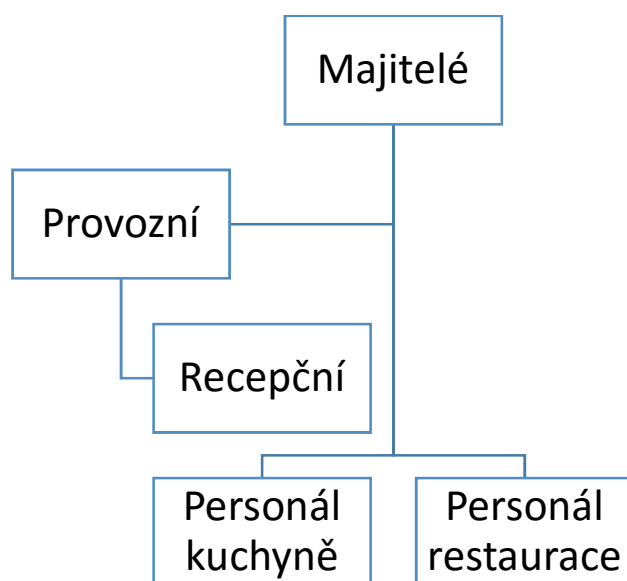 Majitelé
Provozní
Recepční
Personál
kuchyně
Personál
restaurace